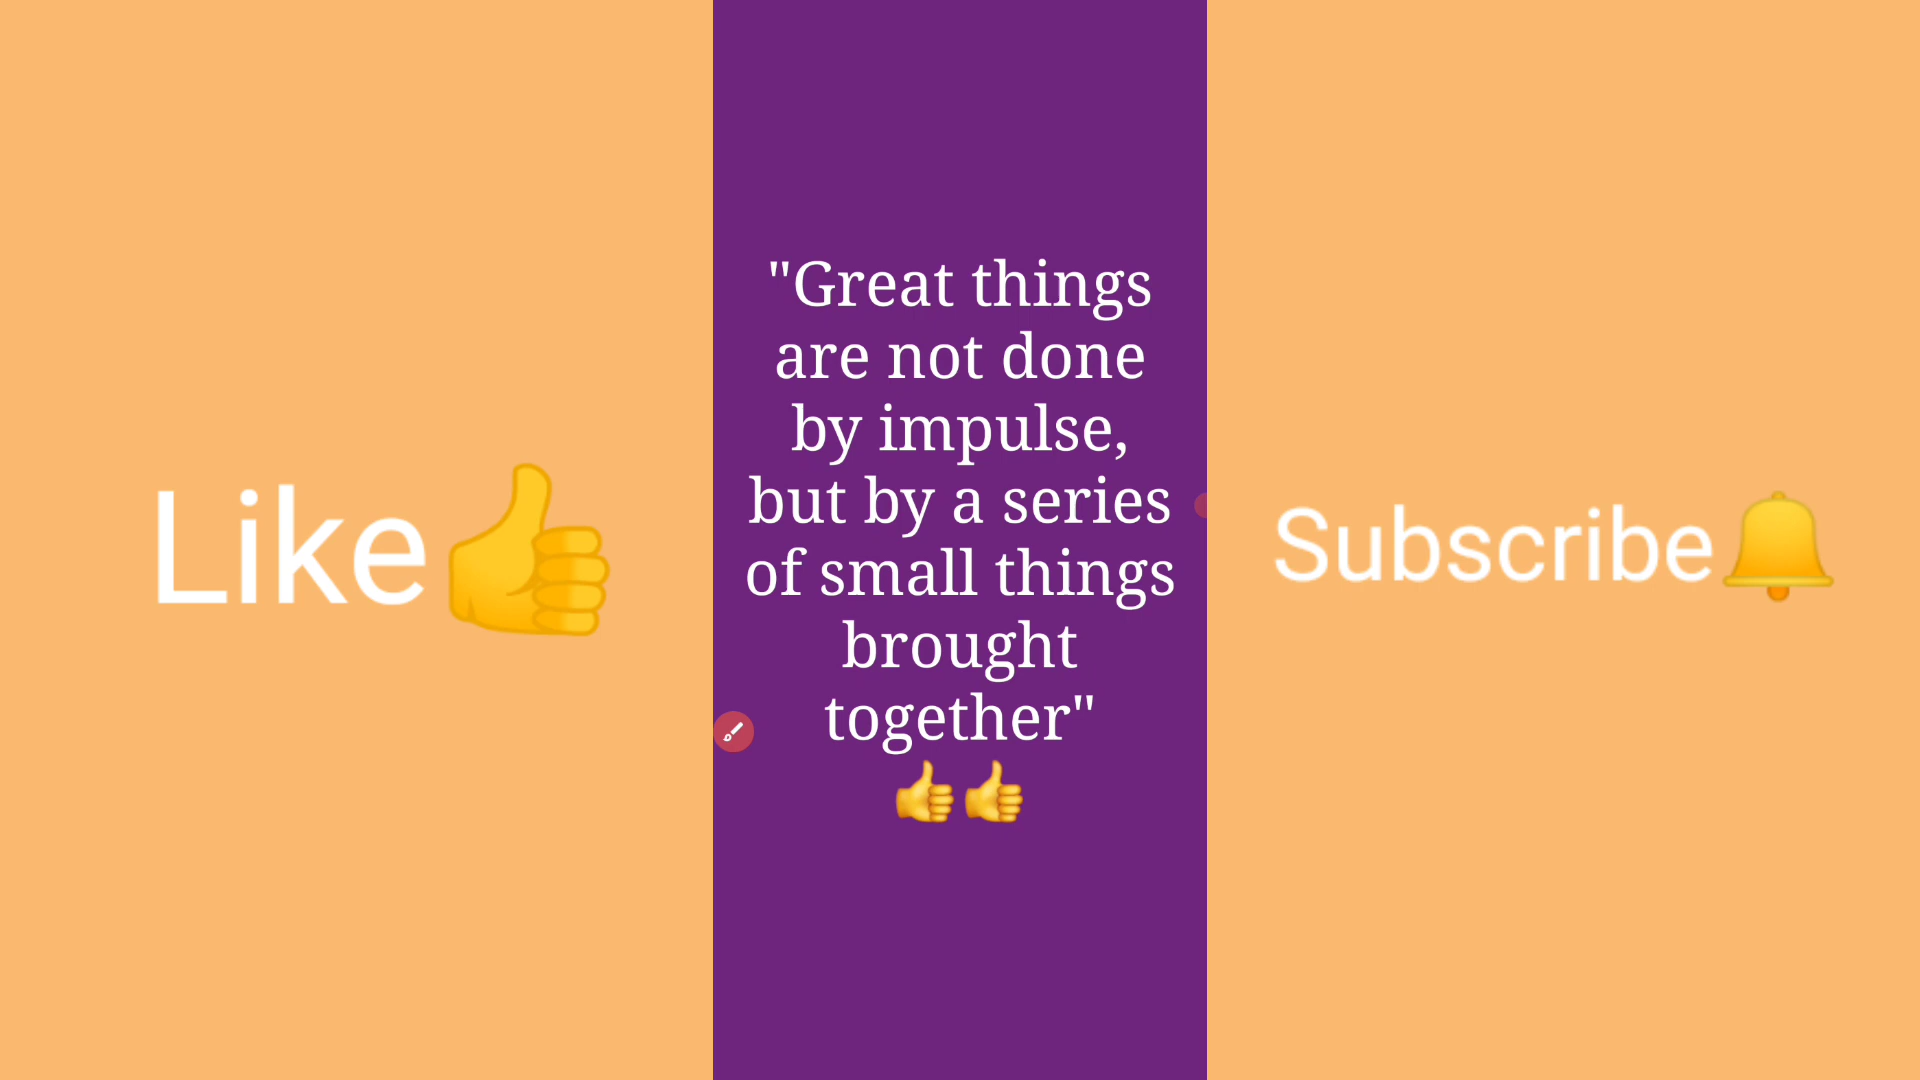 Like👍
"Great things
are not done
by impulse,
but by a series
of small things
brought
together"
👍👍
Subscribe🔔